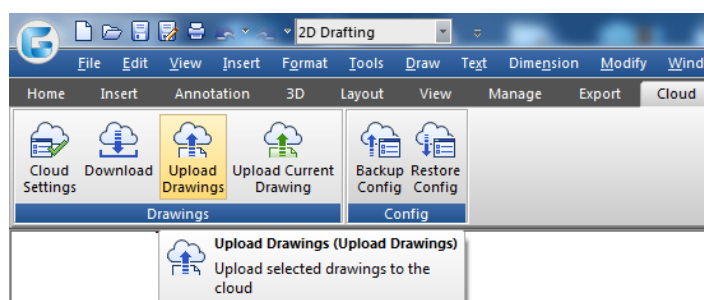 2D Drafting
File Edit View Insert Format Tools Draw Text Dimension Modify Wind
Home Insert Annotation 3D Layout View Manage Export Cloud
Cloud Settings Download Upload Drawings Upload Current Drawing Backup Config Restore Config
Drawings Config
Upload Drawings (Upload Drawings)
Upload selected drawings to the
cloud